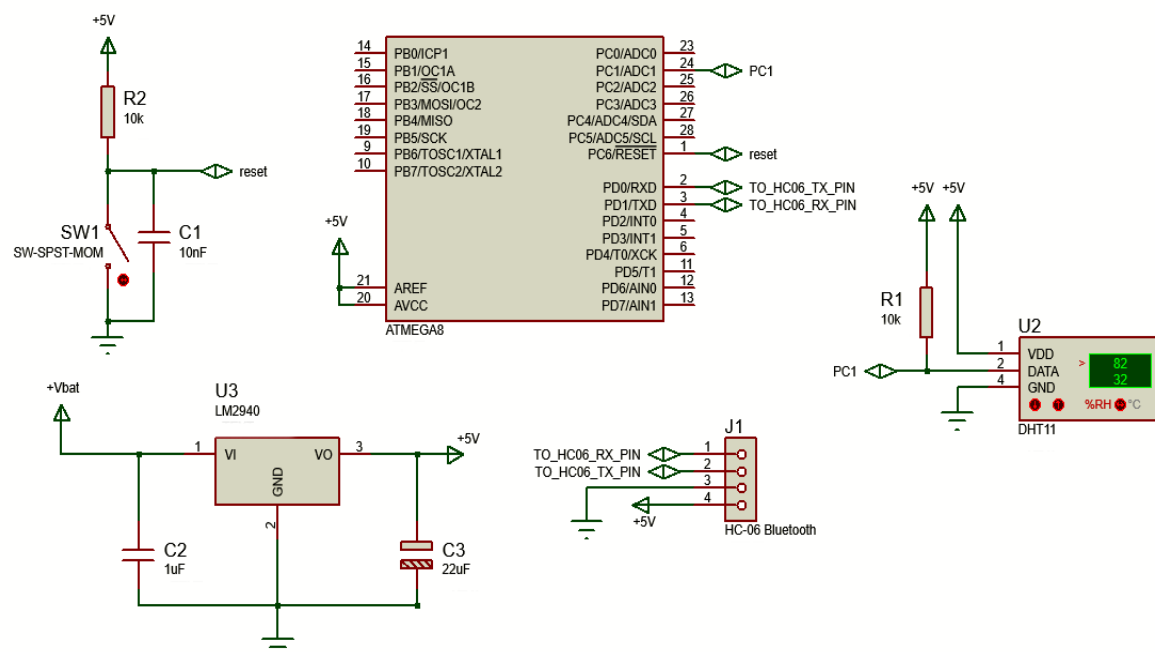 +5V
R2
10k
reset
SW1
SW-SPST-MOM
C1
10nF
14
15
16
17
18
19
9
10
PB0/ICP1
PB1/OC1A
PB2/SS/OC1B
PB3/MOSI/OC2
PB4/MISO
PB5/SCK
PB6/TOSC1/XTAL1
PB7/TOSC2/XTAL2
+5V
21
20
AREF
AVCC
ATMEGA8
PC0/ADC0
PC1/ADC1
PC2/ADC2
PC3/ADC3
PC4/ADC4/SDA
PC5/ADC5/SCL
PC6/RESET
PD0/RXD
PD1/TXD
PD2/INT0
PD3/INT1
PD4/T0/XCK
PD5/T1
PD6/AIN0
PD7/AIN1
23
24
25
26
27
28
1
2
3
4
5
6
11
12
13
PC1
reset
TO_HC06_TX_PIN
TO_HC06_RX_PIN
+5V +5V
R1
10k
PC1
U2
1
2
4
VDD
DATA
GND
>
82
32
%RH °C
DHT11
+Vbat
U3
LM2940
1
VI
VO
3
GND
2
+5V
C2
1uF
C3
22uF
J1
TO_HC06_RX_PIN
TO_HC06_TX_PIN
+5V
1
2
3
4
HC-06 Bluetooth